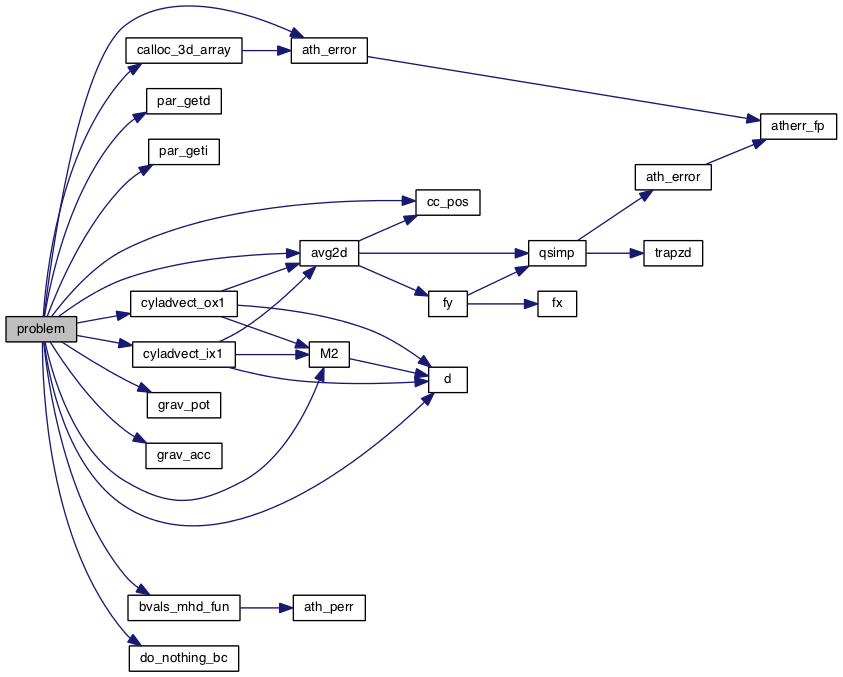 calloc_3d_array
ath_error
par_getd
atherr_fp
par_geti
ath_error
cc_pos
avg2d
qsimp
trapzd
cyladvect_ox1
fy
fx
problem
cyladvect_ix1
M2
d
grav_pot
grav_acc
bvals_mhd_fun
ath_perr
do_nothing_bc